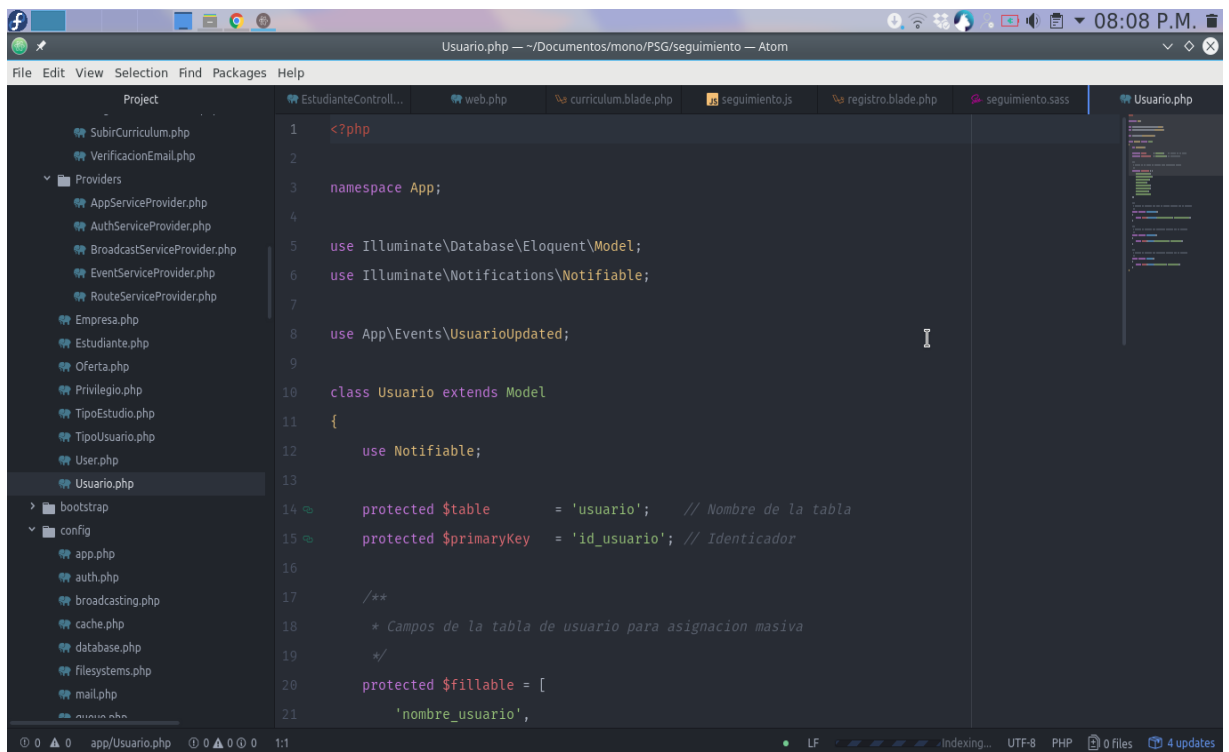 08:08 P.M.
Usuario.php — ~/Documentos/mono/PSG/seguimiento — Atom
File Edit View Selection Find Packages Help
Project
EstudianteControll... web.php curriculum.blade.php seguimiento.js registro.blade.php seguimiento.sass Usuario.php
SubirCurriculum.php
VerificacionEmail.php
Providers
AppServiceProvider.php
AuthServiceProvider.php
BroadcastServiceProvider.php
EventServiceProvider.php
RouteServiceProvider.php
Empresa.php
Estudiante.php
Oferta.php
Privilegio.php
TipoEstudio.php
TipoUsuario.php
User.php
Usuario.php
bootstrap
config
app.php
auth.php
broadcasting.php
cache.php
database.php
filesystems.php
mail.php
queue.php
1 <?php
2
3 namespace App;
4
5 use Illuminate\Database\Eloquent\Model;
6 use Illuminate\Notifications\Notifiable;
7
8 use App\Events\UsuarioUpdated;
9
10 class Usuario extends Model
11 {
12 use Notifiable;
13
14 protected $table = 'usuario'; // Nombre de la tabla
15 protected $primaryKey = 'id_usuario'; // Identicador
16
17 /**
18 * Campos de la tabla de usuario para asignacion masiva
19 */
20 protected $fillable = [
21 'nombre_usuario',
0 0 app/Usuario.php 0 0 0 1:1 LF Indexing... UTF-8 PHP 0 files 4 updates